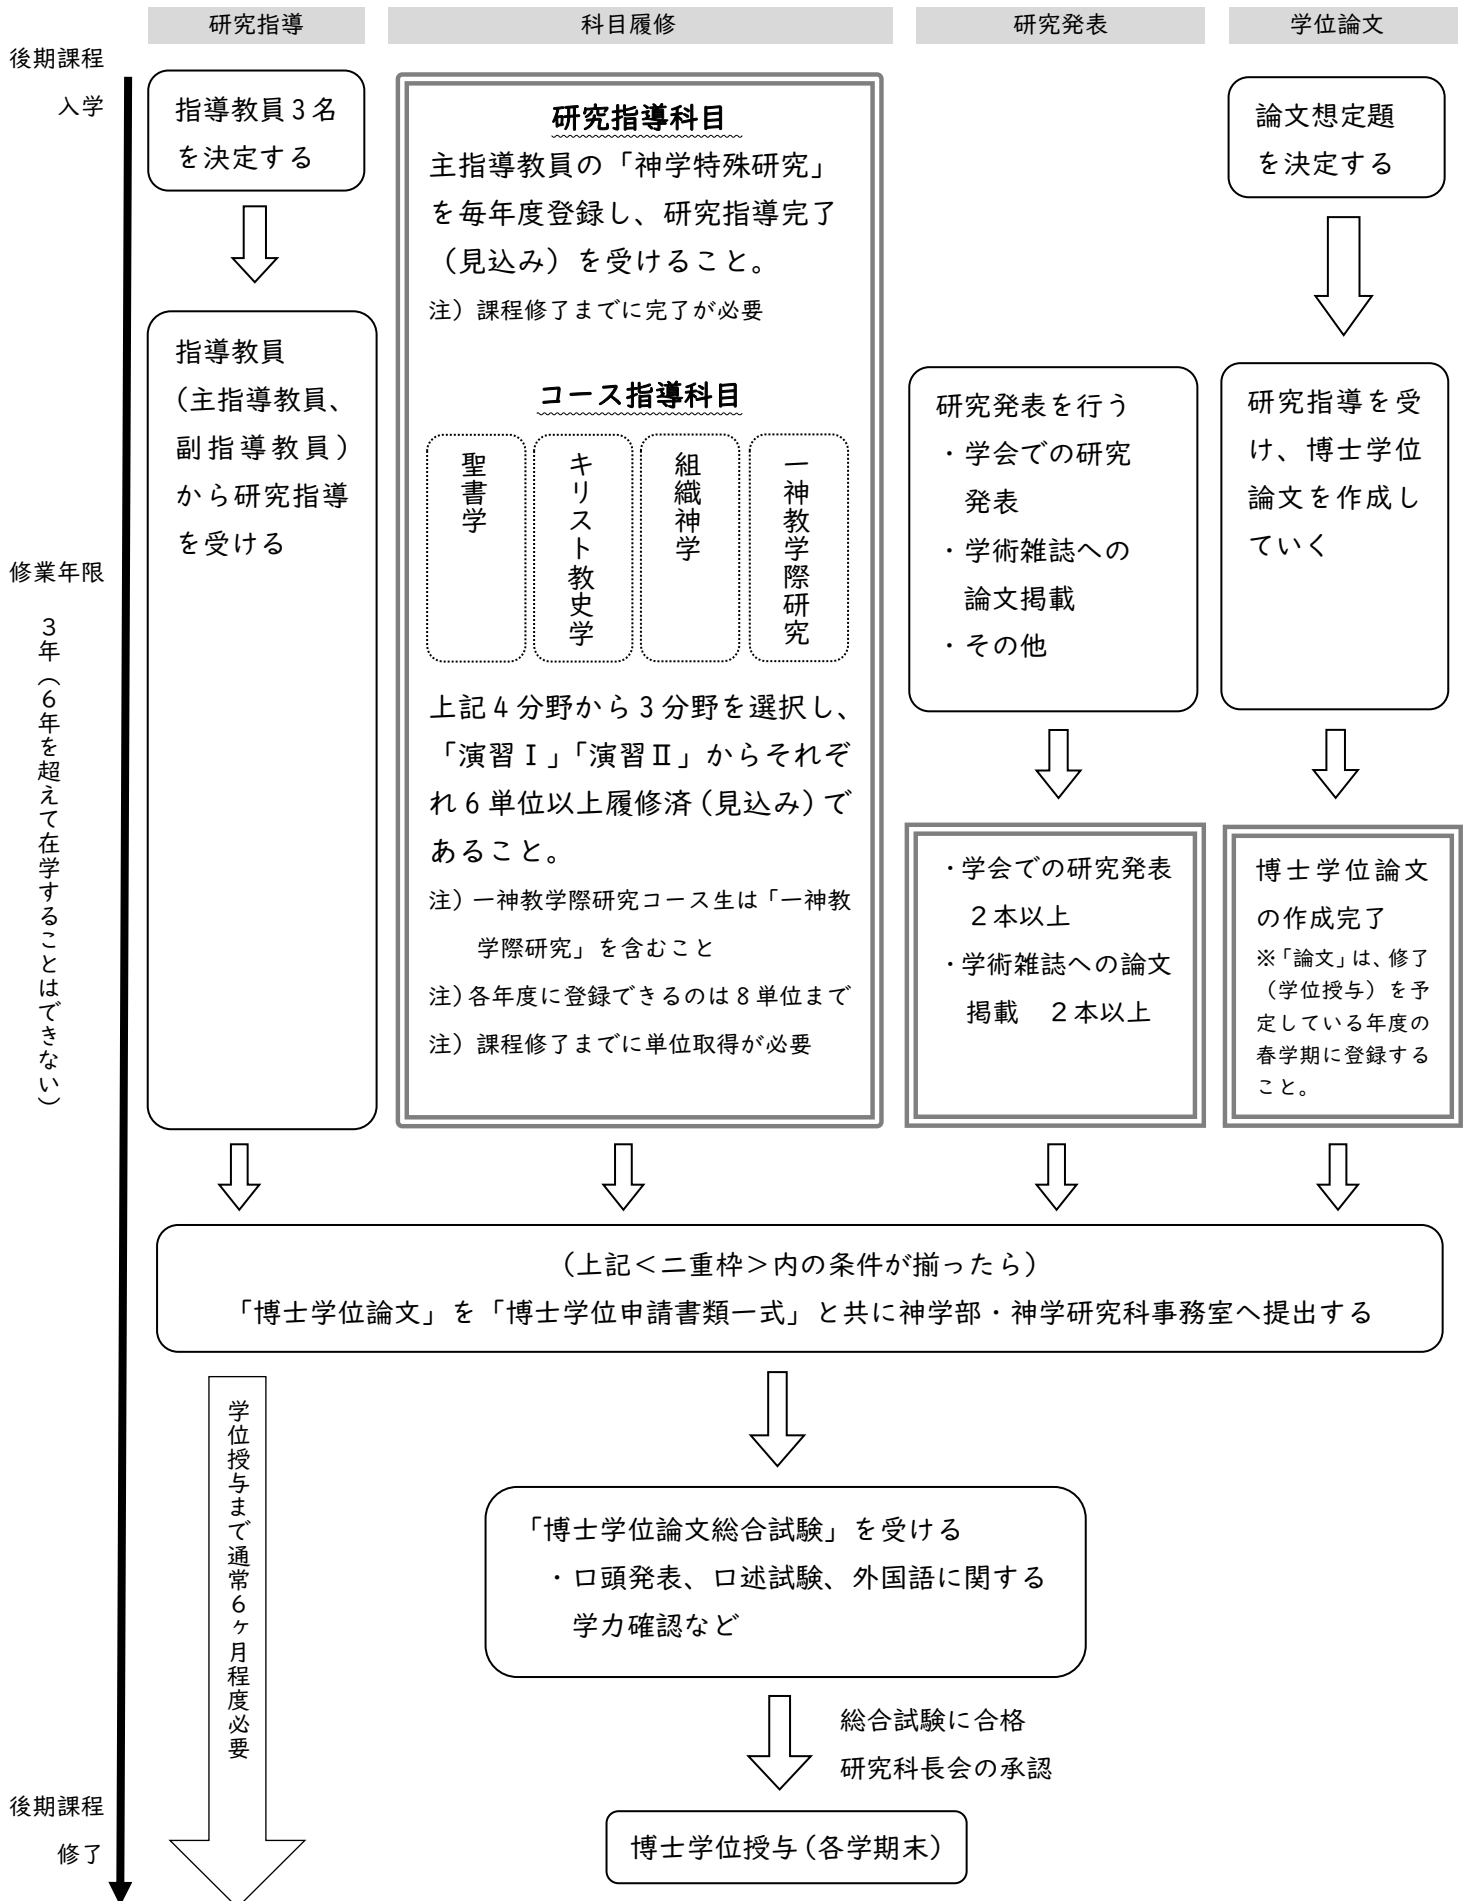 研究指導
科目履修
研究発表
学位論文
後期課程
入学
指導教員3名
を決定する
指導教員
(主指導教員、
副指導教員)
から研究指導
を受ける
研究指導科目
主指導教員の「神学特殊研究」
を毎年度登録し、研究指導完了
（見込み）を受けること。
注）課程修了までに完了が必要
コース指導科目
聖書学
キリスト教史学
組織神学
一神教学際研究
上記4分野から3分野を選択し、
「演習Ⅰ」「演習Ⅱ」からそれぞ
れ6単位以上履修済(見込み)で
あること。
注）一神教学際研究コース生は「一神教
学際研究」を含むこと
注）各年度に登録できるのは8単位まで
注）課程修了までに単位取得が必要
研究発表を行う
・学会での研究
発表
・学術雑誌への
論文掲載
・その他
・学会での研究発表
2本以上
・学術雑誌への論文
掲載　2本以上
論文想定題
を決定する
研究指導を受
け、博士学位
論文を作成し
ていく
博士学位論文
の作成完了
※「論文」は、修了
（学位授与）を予
定している年度の
春学期に登録する
こと。
修業年限
3年（6年を超えて在学することはできない）
（上記＜二重枠＞内の条件が揃ったら）
「博士学位論文」を「博士学位申請書類一式」と共に神学部・神学研究科事務室へ提出する
学位授与まで通常6ヶ月程度必要
「博士学位論文総合試験」を受ける
・口頭発表、口述試験、外国語に関する
学力確認など
総合試験に合格
研究科長会の承認
博士学位授与(各学期末)
後期課程
修了